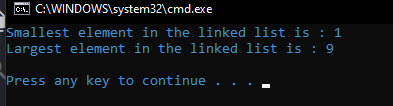 C:\WINDOWS\system32\cmd.exe
Smallest element in the linked list is : 1
Largest element in the linked list is : 9
Press any key to continue . . .